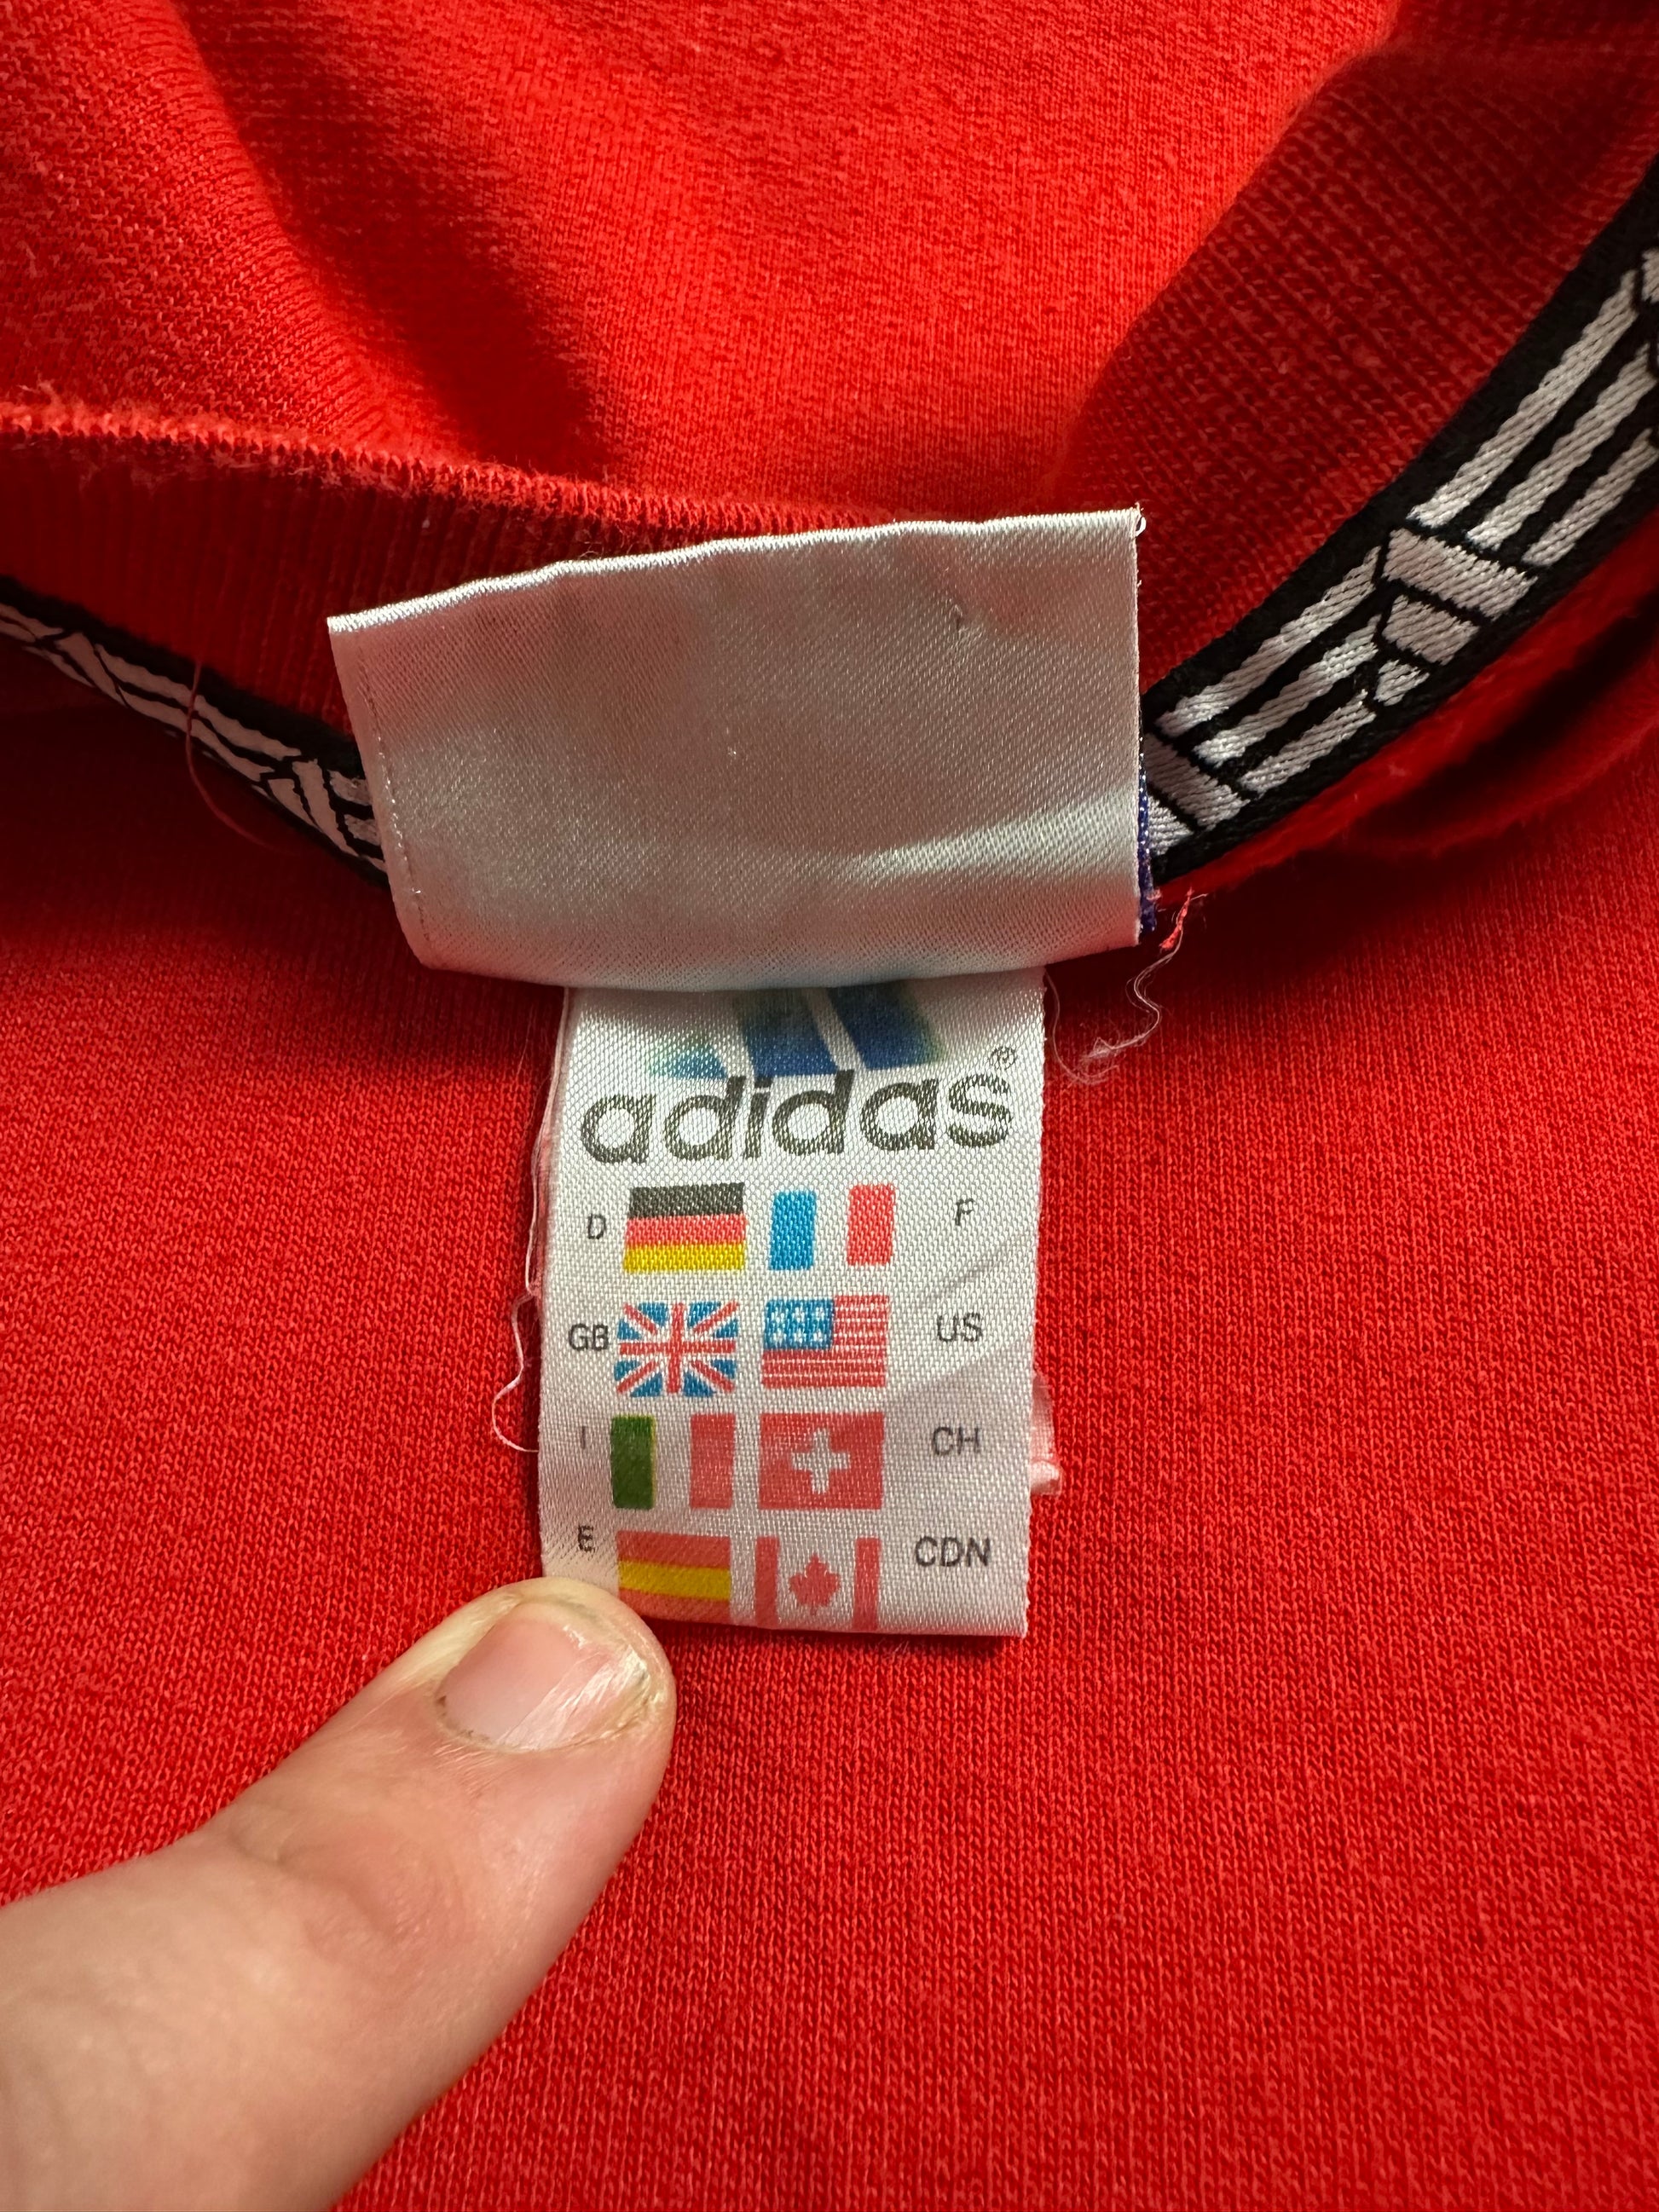 adidas®
D F
GB US
I CH
E CDN